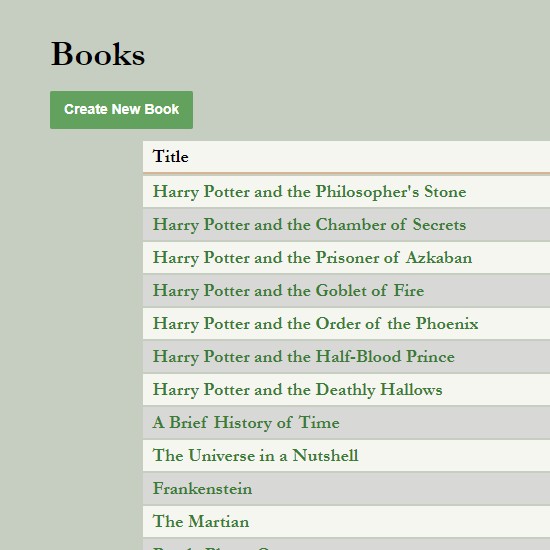 Books
Create New Book
Title
Harry Potter and the Philosopher's Stone
Harry Potter and the Chamber of Secrets
Harry Potter and the Prisoner of Azkaban
Harry Potter and the Goblet of Fire
Harry Potter and the Order of the Phoenix
Harry Potter and the Half-Blood Prince
Harry Potter and the Deathly Hallows
A Brief History of Time
The Universe in a Nutshell
Frankenstein
The Martian